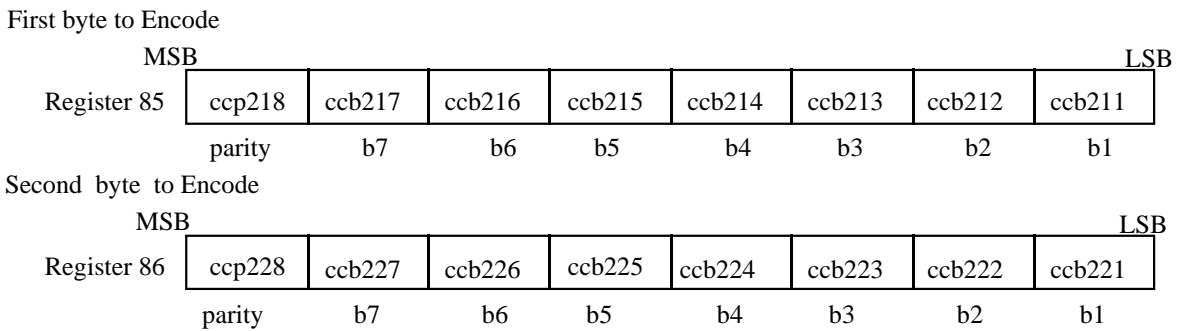 First byte to Encode
MSB LSB
Register 85 ccp218 ccb217 ccb216 ccb215 ccb214 ccb213 ccb212 ccb211
parity b7 b6 b5 b4 b3 b2 b1
Second byte to Encode
MSB LSB
Register 86 ccp228 ccb227 ccb226 ccb225 ccb224 ccb223 ccb222 ccb221
parity b7 b6 b5 b4 b3 b2 b1